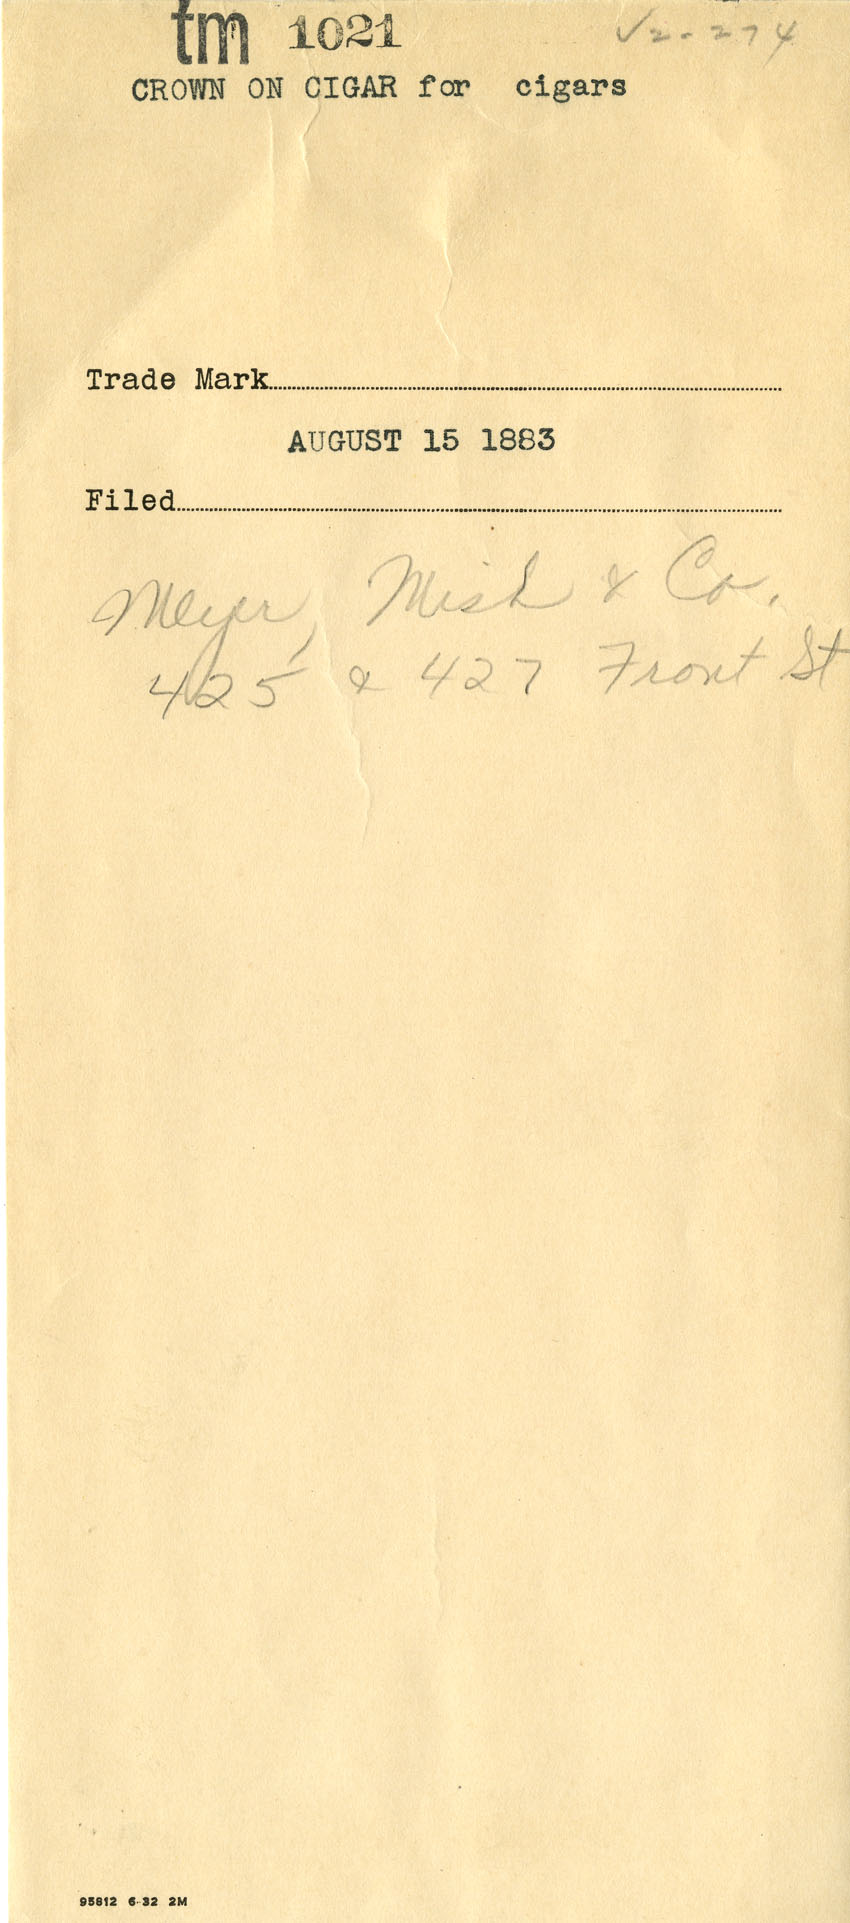 tm 1021 V2-274
CROWN ON CIGAR for cigars
Trade Mark
AUGUST 15 1883
Filed
Meyer, Mish & Co.
425 & 427 Front St
95812 6-32 2M